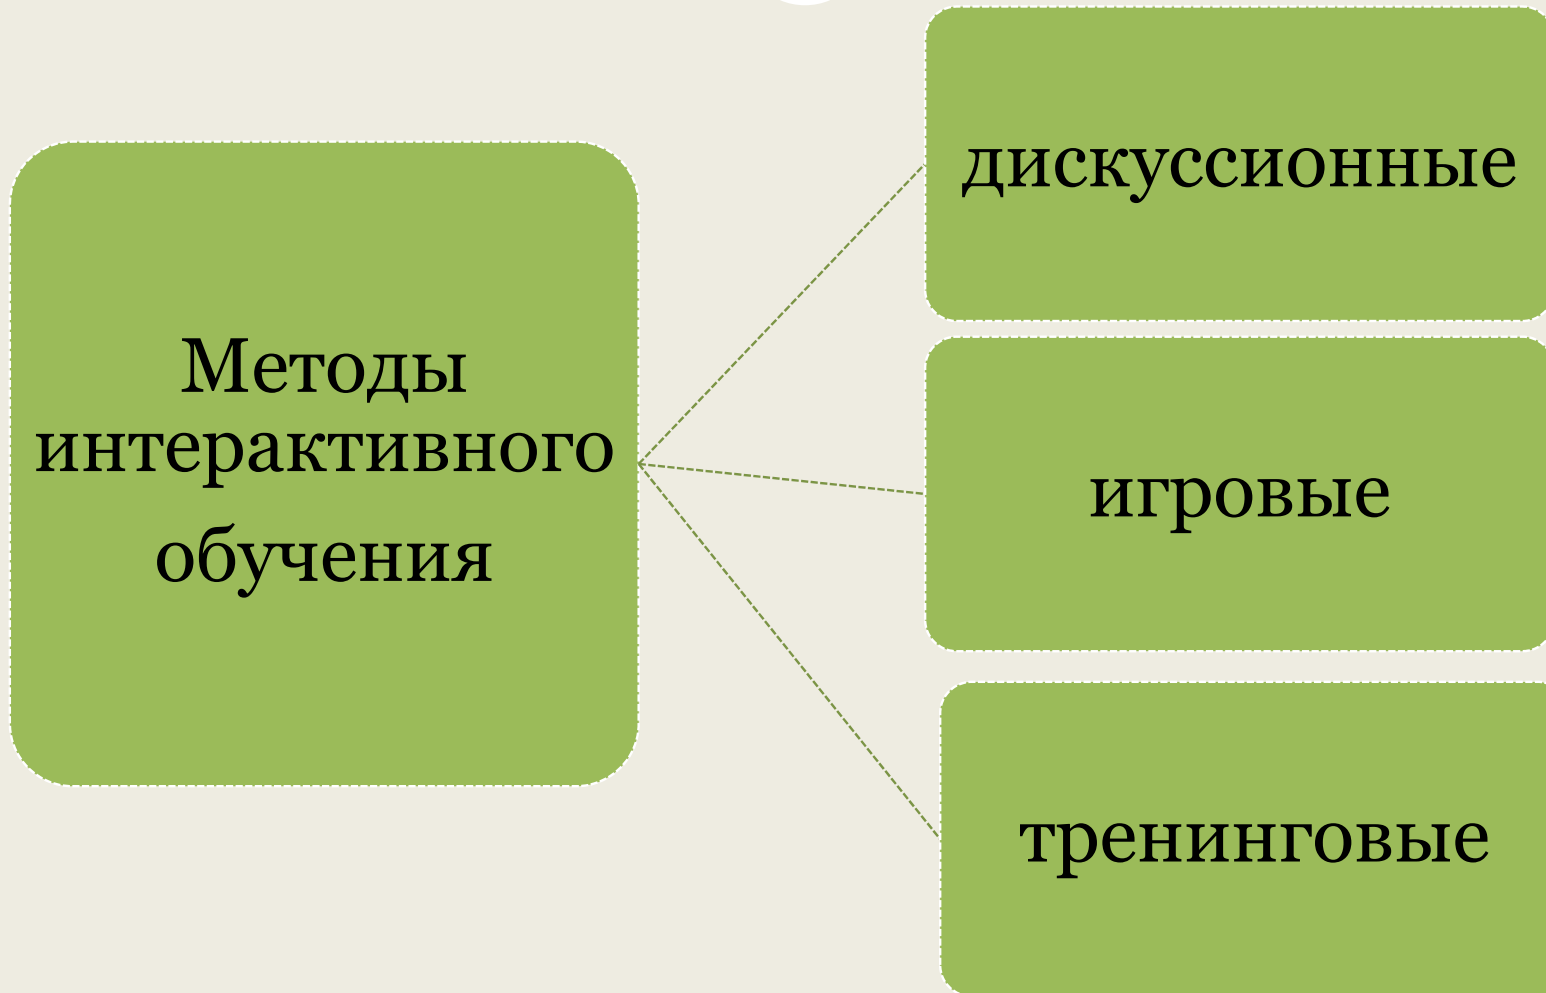 Методы
интерактивного
обучения
дискуссионные
игровые
тренинговые